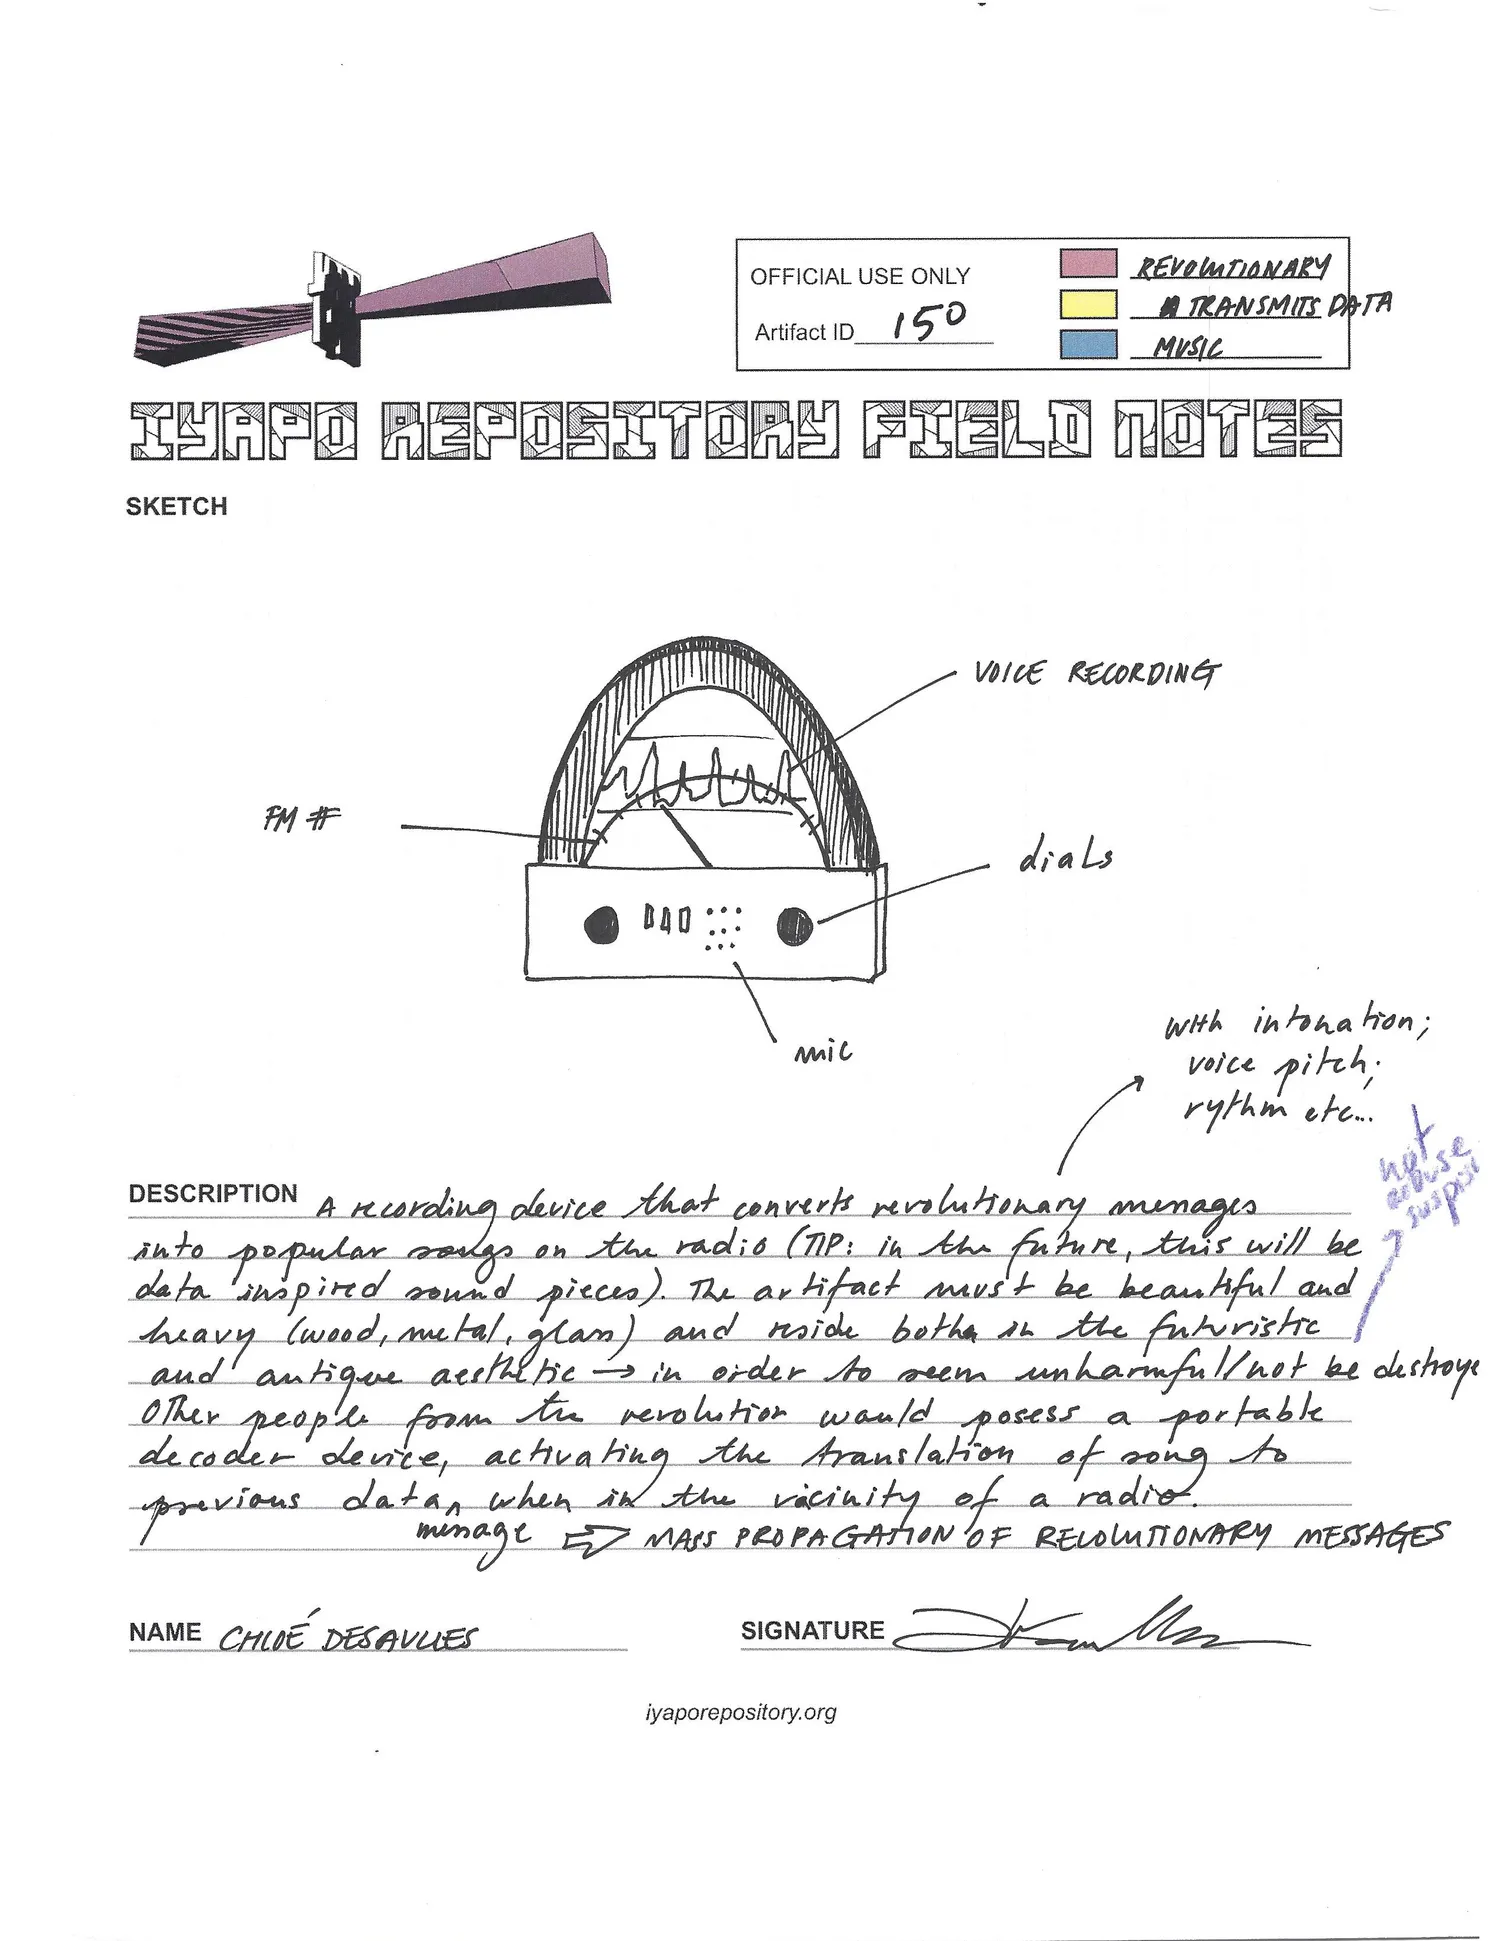 OFFICIAL USE ONLY
Artifact ID 150
REVOLUTIONARY
TRANSMITS DATA
MUSIC
IYAPO REPOSITORY FIELD NOTES
SKETCH
VOICE RECORDING
FM #
dials
mic
with intonation;
voice pitch;
rythm etc...
not
suspi
DESCRIPTION A recording device that converts revolutionary messages
into popular songs on the radio (TIP: in the future, this will be
data inspired sound pieces). The artifact must be beautiful and
heavy (wood, metal, glass) and reside both in the futuristic
and antique aesthetic → in order to seem unharmful/not be destroye
Other people from the revolution would posess a portable
decoder device, activating the translation of song to
previous data, when in the vicinity of a radio.
message ⇨ MASS PROPAGATION OF REVOLUTIONARY MESSAGES
NAME CHLOÉ DESAVLIES
SIGNATURE
iyaporepository.org